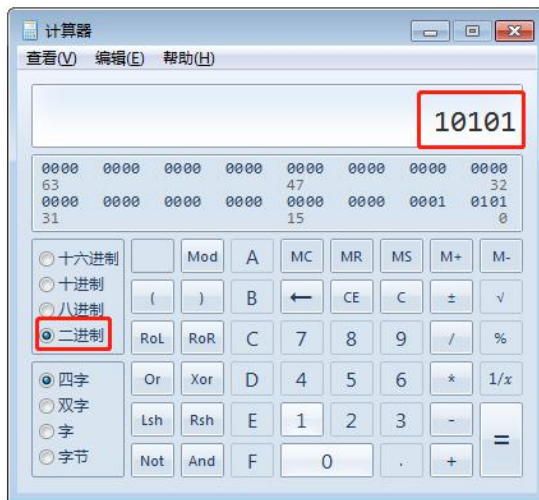 计算器
查看(V) 编辑(E) 帮助(H)
10101
0000 0000 0000 0000 0000 0000 0000 0000
63 47 32
0000 0000 0000 0000 0000 0000 0001 0101
31 15 0
十六进制 Mod A MC MR MS M+ M-
十进制
八进制 ( ) B ← CE C ± √
二进制 RoL RoR C 7 8 9 / %
四字 Or Xor D 4 5 6 * 1/x
双字
字 Lsh Rsh E 1 2 3 - =
字节 Not And F 0 . +